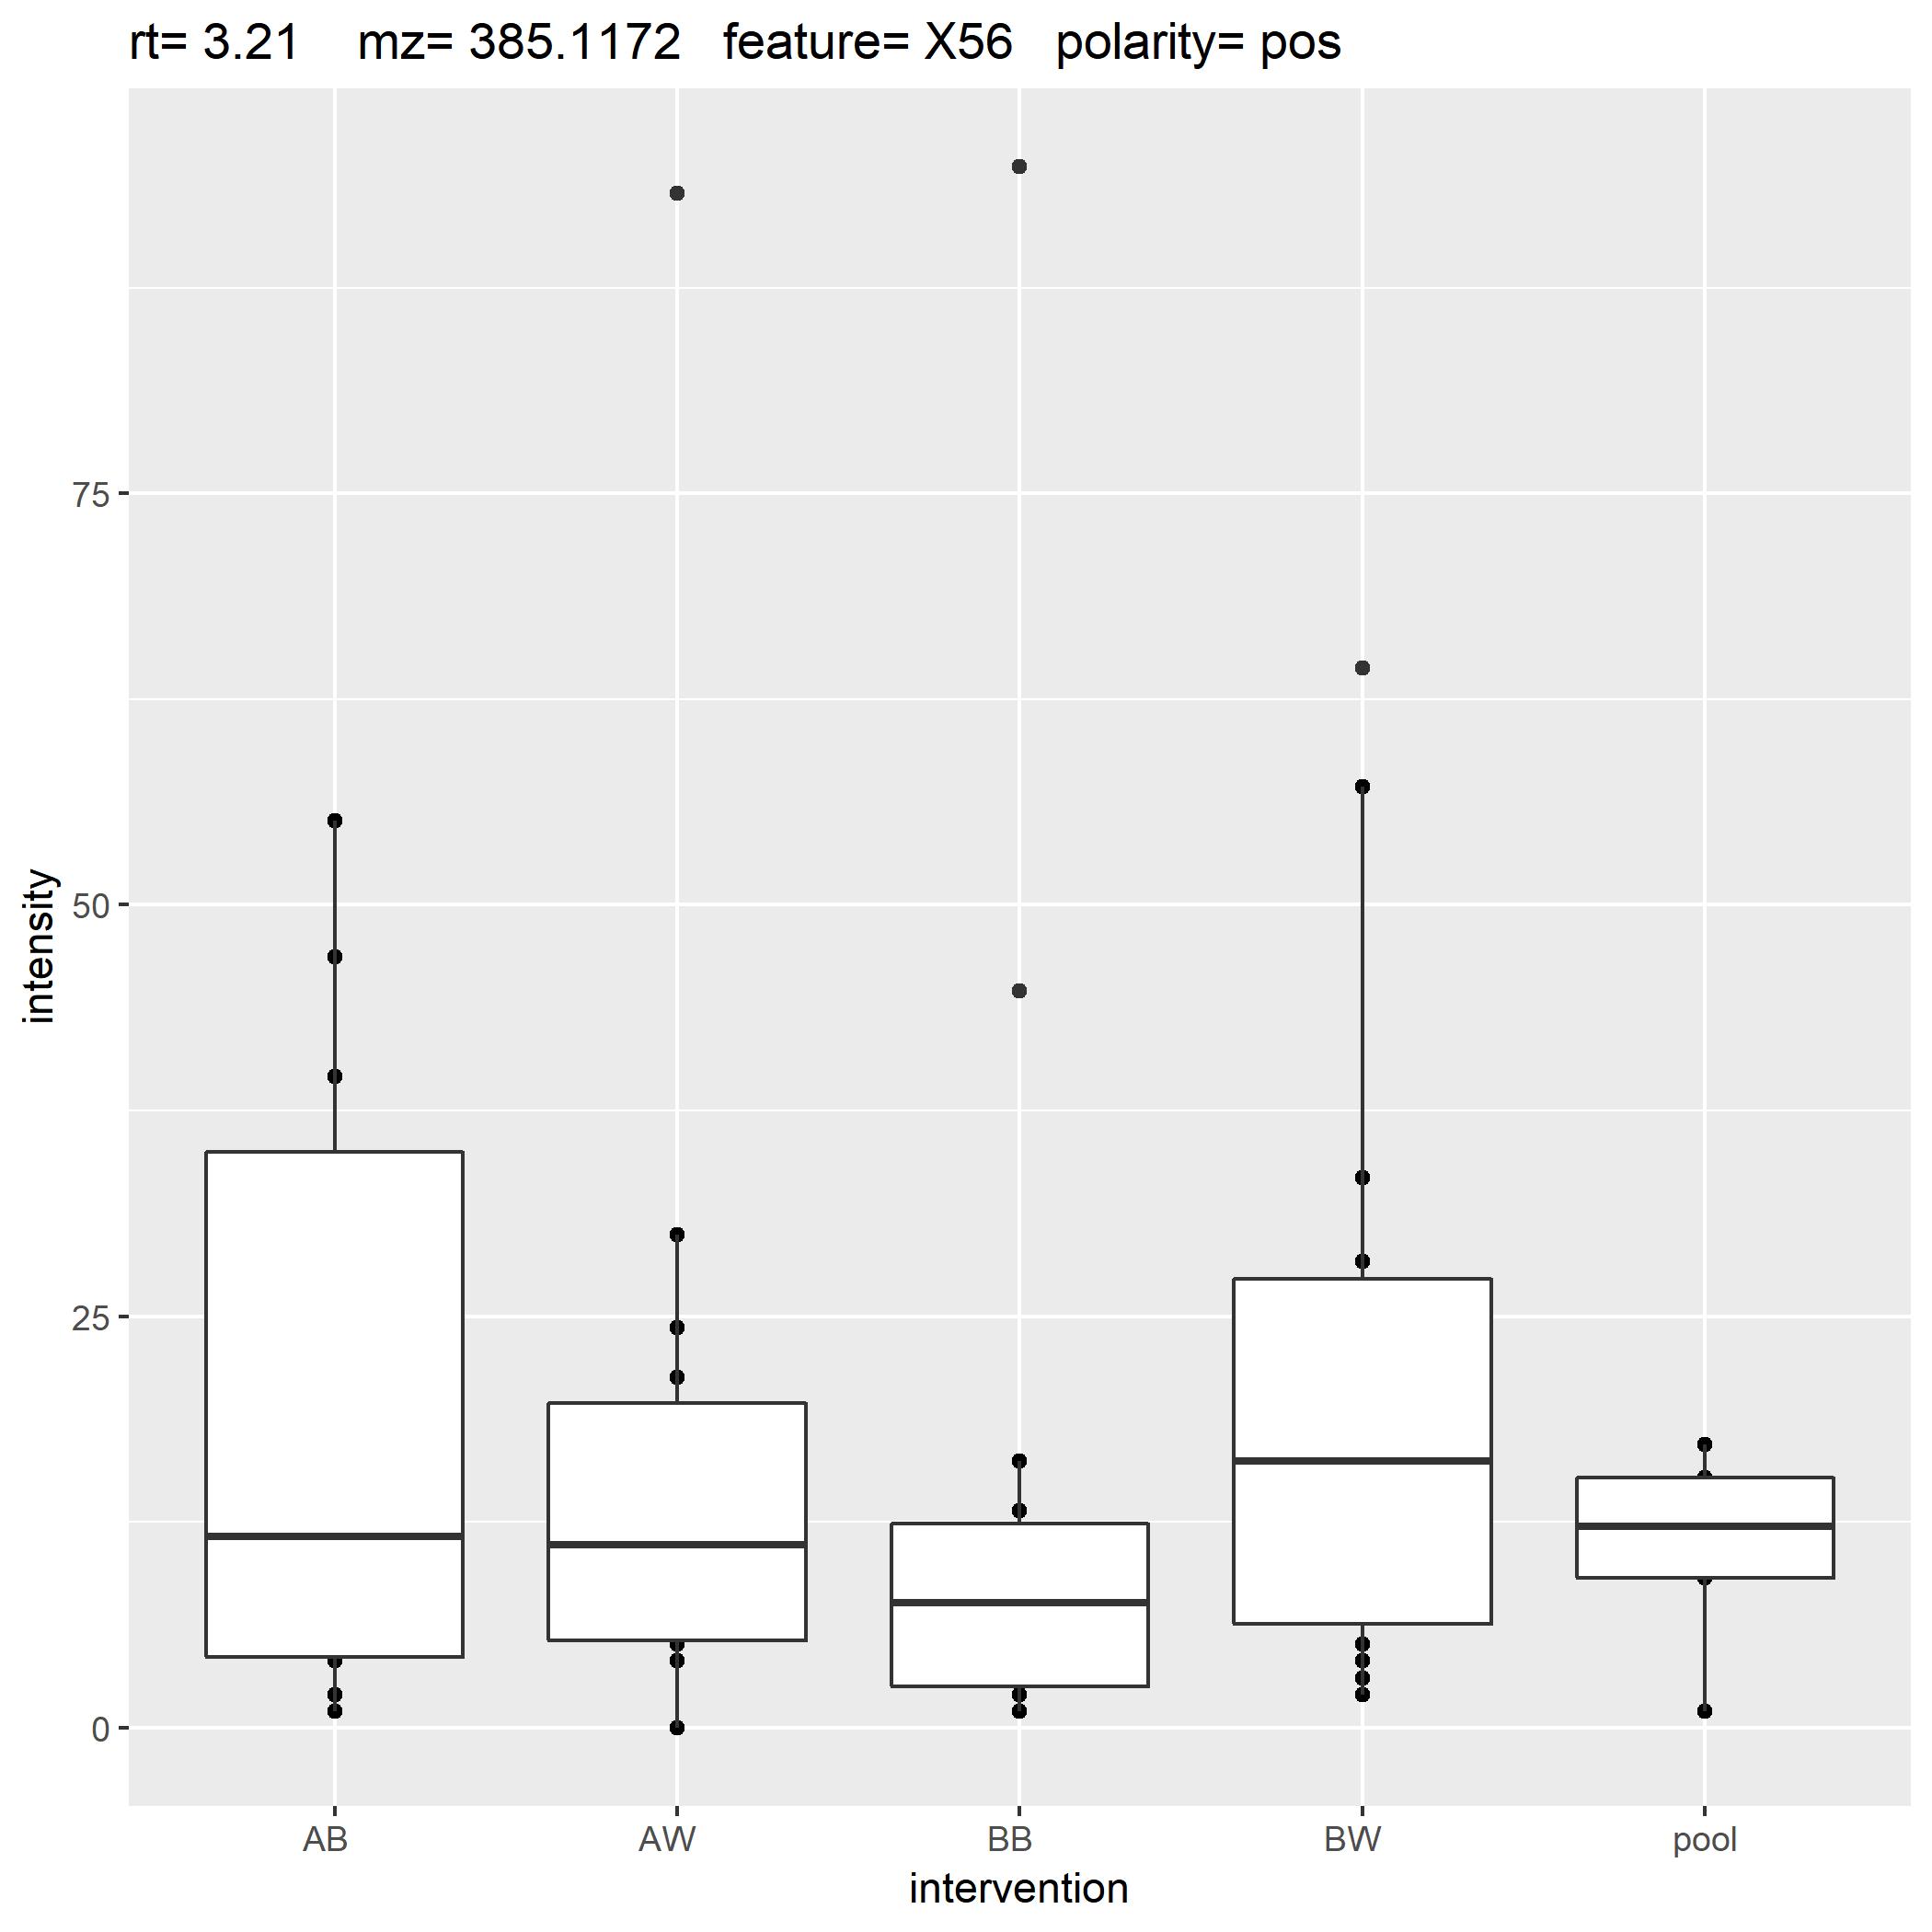 rt= 3.21 mz= 385.1172 feature= X56 polarity= pos
75
50
25
0
intensity
AB AW BB BW pool
intervention